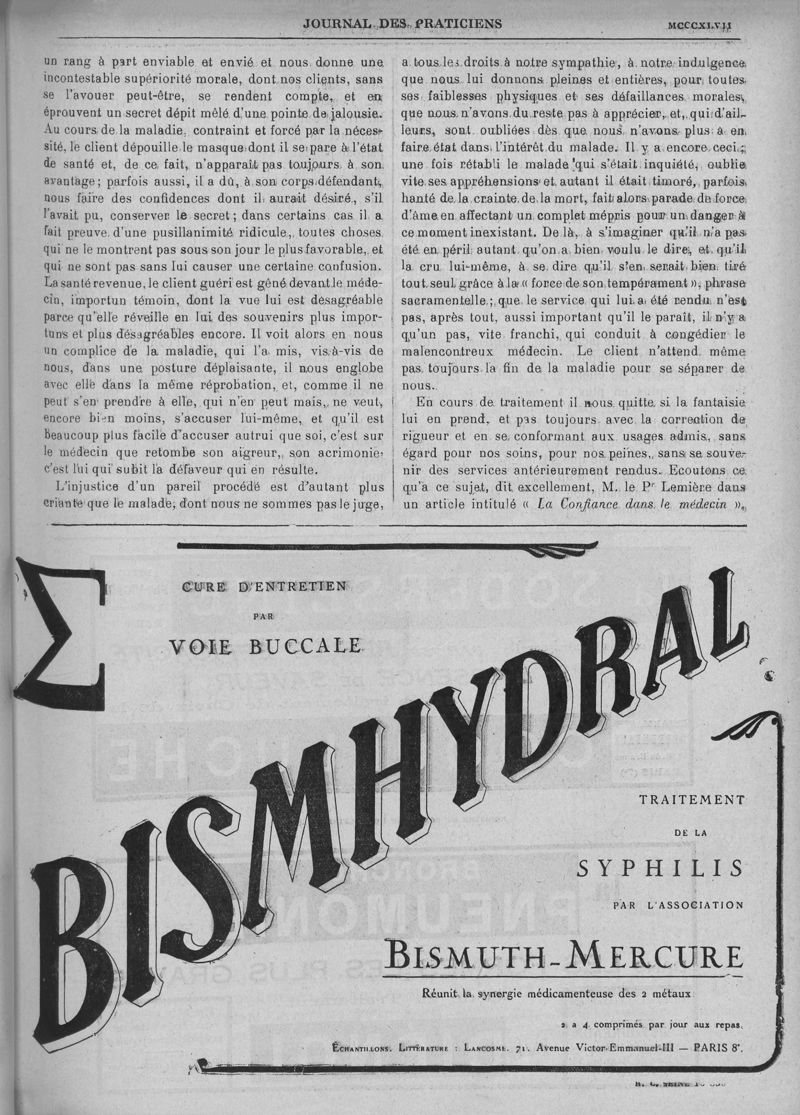 JOURNAL DES PRATICIENS
MCCCXLVII
un rang à part enviable et envié et nous donne une
incontestable supériorité morale, dont nos clients, sans
se l'avouer peut-être, se rendent compte, et en
éprouvent un secret dépit mêlé d'une pointe de jalousie.
Au cours de la maladie, contraint et forcé par la néces-
sité, le client dépouille le masque dont il se pare à l'état
de santé et, de ce fait, n'apparaît pas toujours à son
avantage; parfois aussi, il a dû, à son corps défendant,
nous faire des confidences dont il aurait désiré, s'il
l'avait pu, conserver le secret; dans certains cas il a
fait preuve d'une pusillanimité ridicule, toutes choses
qui ne le montrent pas sous son jour le plus favorable, et
qui ne sont pas sans lui causer une certaine confusion.
La santé revenue, le client guéri est gêné devant le méde-
cin, importun témoin, dont la vue lui est désagréable
parce qu'elle réveille en lui des souvenirs plus impor-
tuns et plus désagréables encore. Il voit alors en nous
un complice de la maladie, qui l'a mis, vis-à-vis de
nous, dans une posture déplaisante, il nous englobe
avec elle dans la même réprobation, et, comme il ne
peut s'en prendre à elle, qui n'en peut mais, ne veut,
encore bien moins, s'accuser lui-même, et qu'il est
beaucoup plus facile d'accuser autrui que soi, c'est sur
le médecin que retombe son aigreur, son acrimonie,
c'est lui qui subit la défaveur qui en résulte.
L'injustice d'un pareil procédé est d'autant plus
criante que le malade, dont nous ne sommes pas le juge,
a tous les droits à notre sympathie, à notre indulgence
que nous lui donnons pleines et entières, pour toutes
ses faiblesses physiques et ses défaillances morales,
que nous n'avons du reste pas à apprécier, et, qui d'ail-
leurs, sont oubliées dès que nous n'avons plus à en
faire état dans l'intérêt du malade. Il y a encore ceci :
une fois rétabli le malade qui s'était inquiété, oublie
vite ses appréhensions et autant il était timoré, parfois
hanté de la crainte de la mort, fait alors parade de force
d'âme en affectant un complet mépris pour un danger à
ce moment inexistant. De là, à s'imaginer qu'il n'a pas
été en péril autant qu'on a bien voulu le dire, et qu'il
la cru lui-même, à se dire qu'il s'en serait bien tiré
tout seul grâce à la « force de son tempérament », phrase
sacramentelle; que le service qui lui a été rendu n'est
pas, après tout, aussi important qu'il le paraît, il n'y a
qu'un pas, vite franchi, qui conduit à congédier le
malencontreux médecin. Le client n'attend même
pas toujours la fin de la maladie pour se séparer de
nous.
En cours de traitement il nous quitte si la fantaisie
lui en prend, et pas toujours avec la correction de
rigueur et en se conformant aux usages admis, sans
égard pour nos soins, pour nos peines, sans se souve-
nir des services antérieurement rendus. Ecoutons ce
qu'a ce sujet, dit excellement, M. le Pr Lemière dans
un article intitulé « La Confiance dans le médecin »,
Σ
CURE D'ENTRETIEN
PAR
VOIE BUCCALE
BISMHYDRAL
TRAITEMENT
DE LA
SYPHILIS
PAR L'ASSOCIATION
BISMUTH-MERCURE
Réunit la synergie médicamenteuse des 2 métaux
2 a 4 comprimés par jour aux repas.
ÉCHANTILLONS. LITTÉRATURE : LANCOSME. 71. Avenue Victor-Emmanuel-III — PARIS 8e.